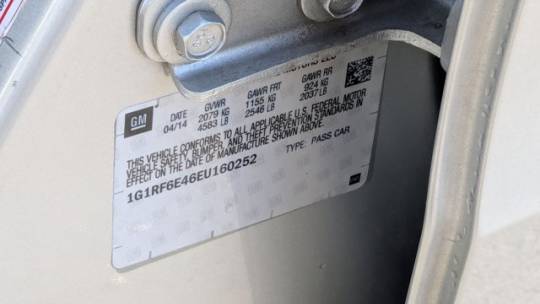 MOTORS LLC
GM
DATE GVWR GAWR FRT GAWR RR
04/14 2079 KG 1155 KG 924 KG
4583 LB 2546 LB 2037 LB
THIS VEHICLE CONFORMS TO ALL APPLICABLE U.S. FEDERAL MOTOR
VEHICLE SAFETY, BUMPER, AND THEFT PREVENTION STANDARDS IN
EFFECT ON THE DATE OF MANUFACTURE SHOWN ABOVE.
1G1RF6E46EU160252 TYPE: PASS CAR